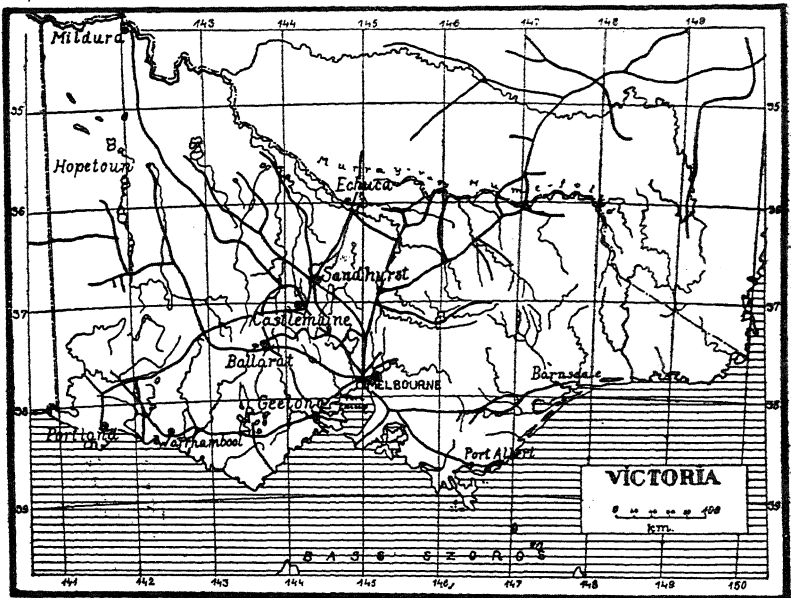 143 144 145 146 147 148 149
Mildura
35 35
Hopetoun
Murray
Echuca
36 36
Sandhurst
37 37
Castlemaine
Ballarat
MELBOURNE
Barnsdale
Geelong
38 38
Portland
Warrnambool
Port Albert
VICTORIA
100
km.
39 39
BASS SZOROS
141 142 143 144 145 146 147 148 149 150